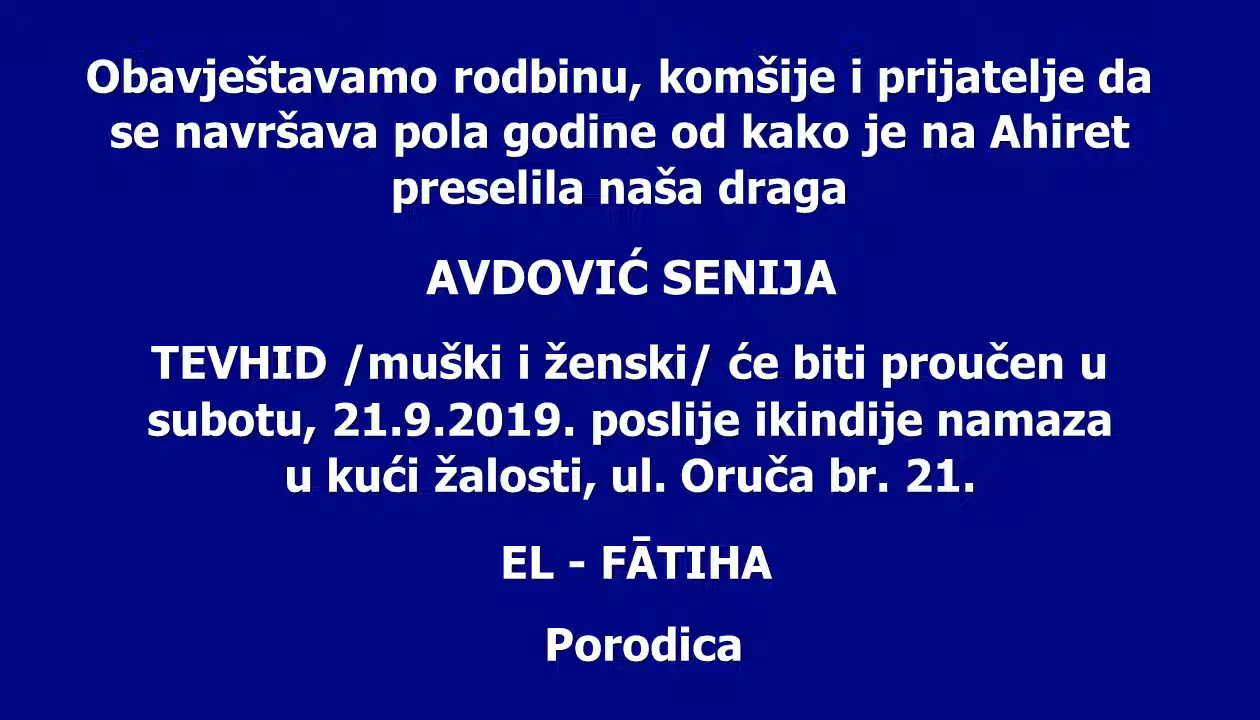 Obavještavamo rodbinu, komšije i prijatelje da
se navršava pola godine od kako je na Ahiret
preselila naša draga
AVDOVIĆ SENIJA
TEVHID /muški i ženski/ će biti proučen u
subotu, 21.9.2019. poslije ikindije namaza
u kući žalosti, ul. Oruča br. 21.
EL - FĀTIHA
Porodica